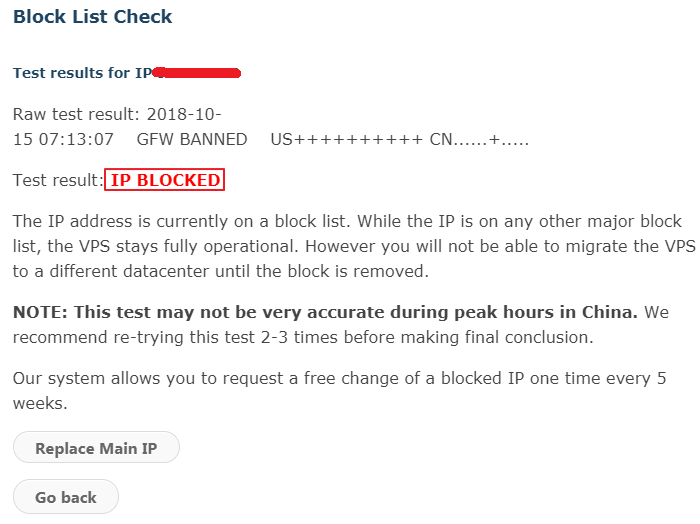 Block List Check
Test results for IP
Raw test result: 2018-10-
15 07:13:07 GFW BANNED US++++++++++ CN......+.....
Test result: IP BLOCKED
The IP address is currently on a block list. While the IP is on any other major block
list, the VPS stays fully operational. However you will not be able to migrate the VPS
to a different datacenter until the block is removed.
NOTE: This test may not be very accurate during peak hours in China. We
recommend re-trying this test 2-3 times before making final conclusion.
Our system allows you to request a free change of a blocked IP one time every 5
weeks.
Replace Main IP
Go back